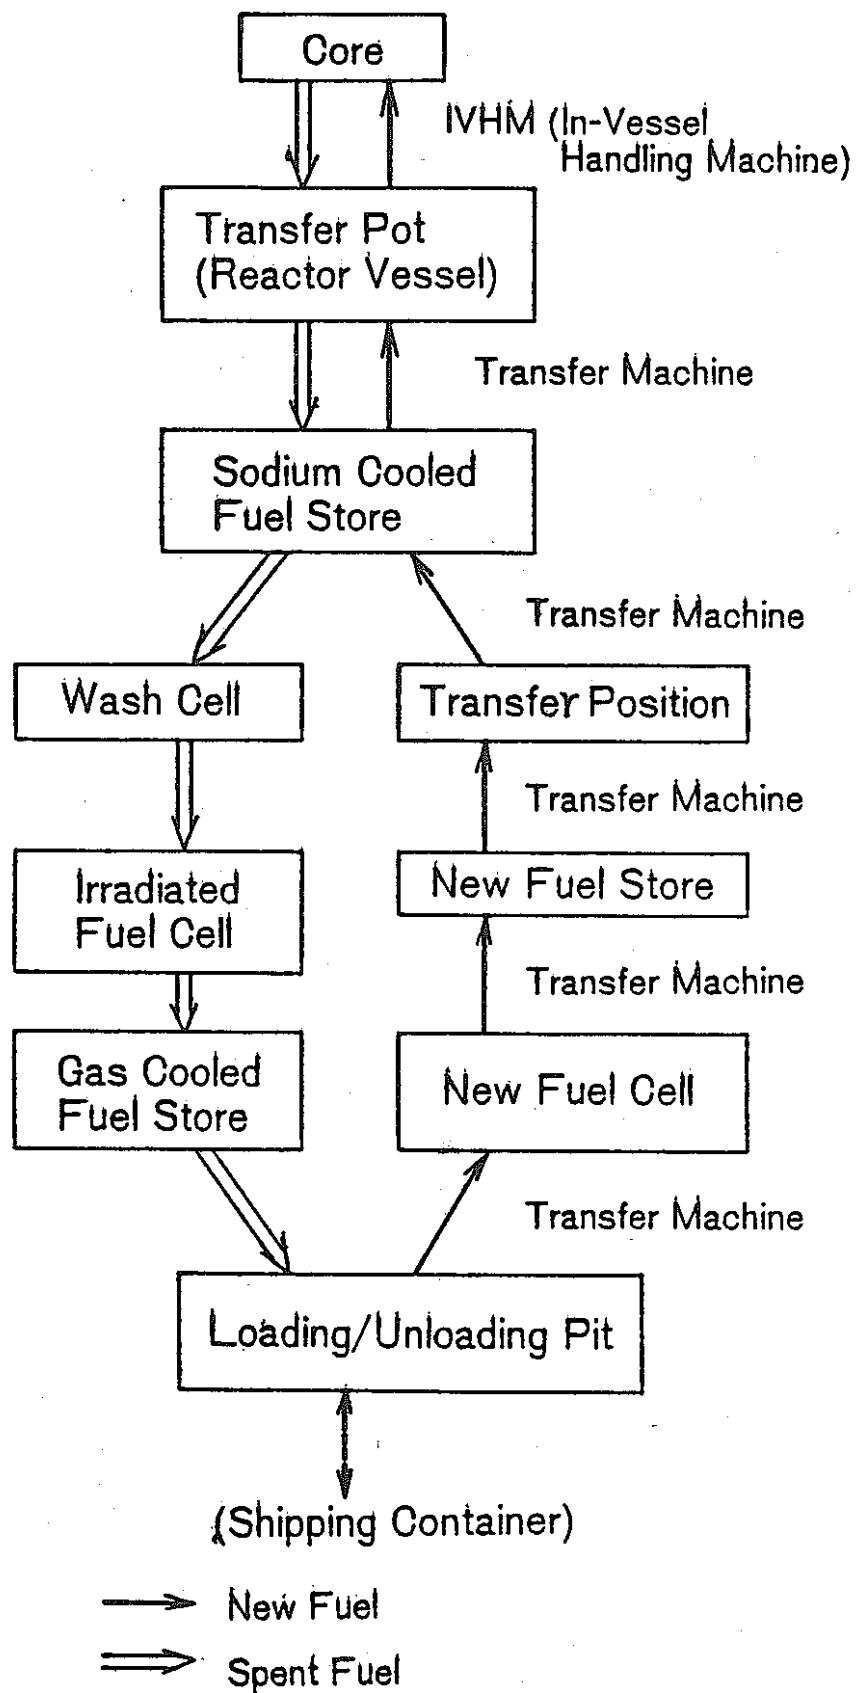 Core
IVHM (In-Vessel
Handling Machine)
Transfer Pot
(Reactor Vessel)
Transfer Machine
Sodium Cooled
Fuel Store
Transfer Machine
Wash Cell
Transfer Position
Transfer Machine
Irradiated
Fuel Cell
New Fuel Store
Transfer Machine
Gas Cooled
Fuel Store
New Fuel Cell
Transfer Machine
Loading/Unloading Pit
(Shipping Container)
New Fuel
Spent Fuel